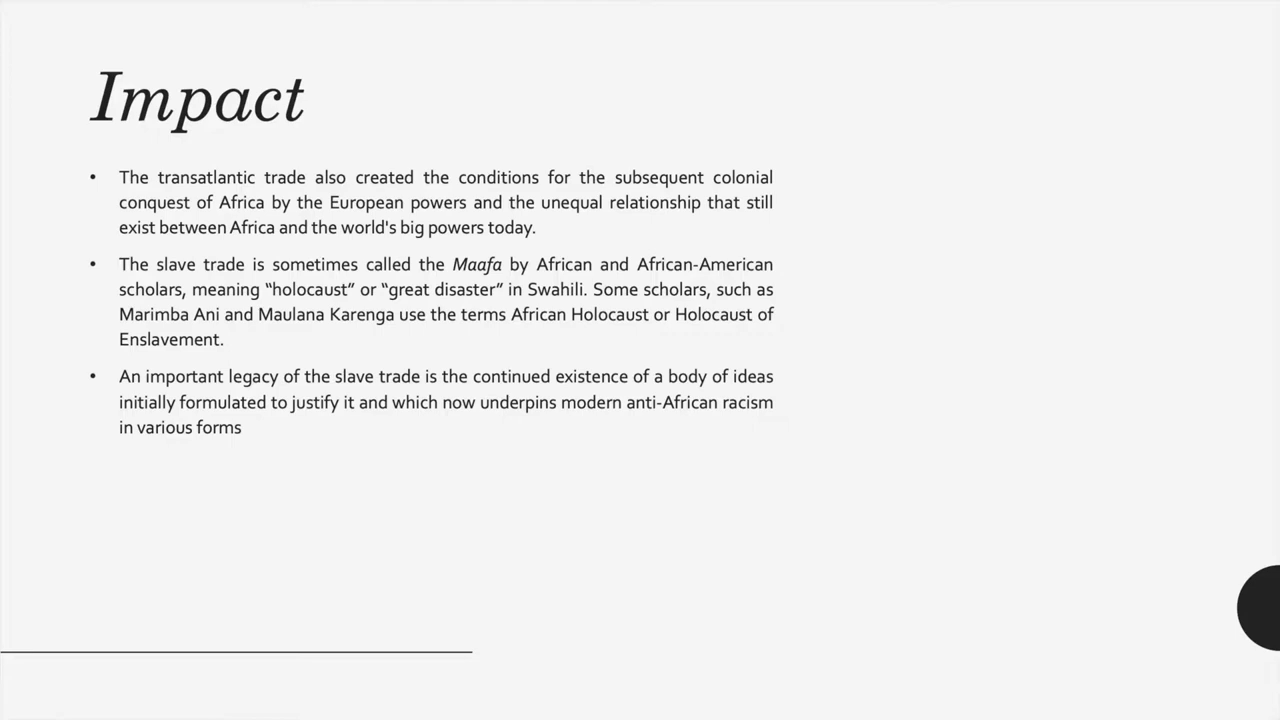 Impact
• The transatlantic trade also created the conditions for the subsequent colonial
conquest of Africa by the European powers and the unequal relationship that still
exist between Africa and the world's big powers today.
• The slave trade is sometimes called the Maafa by African and African-American
scholars, meaning “holocaust” or “great disaster” in Swahili. Some scholars, such as
Marimba Ani and Maulana Karenga use the terms African Holocaust or Holocaust of
Enslavement.
• An important legacy of the slave trade is the continued existence of a body of ideas
initially formulated to justify it and which now underpins modern anti-African racism
in various forms